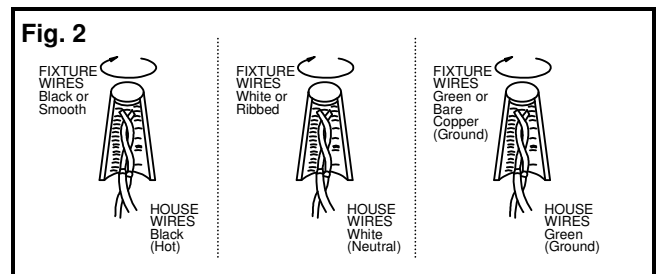 Fig. 2
FIXTURE
WIRES
Black or
Smooth
HOUSE
WIRES
Black
(Hot)
FIXTURE
WIRES
White or
Ribbed
HOUSE
WIRES
White
(Neutral)
FIXTURE
WIRES
Green or
Bare
Copper
(Ground)
HOUSE
WIRES
Green
(Ground)